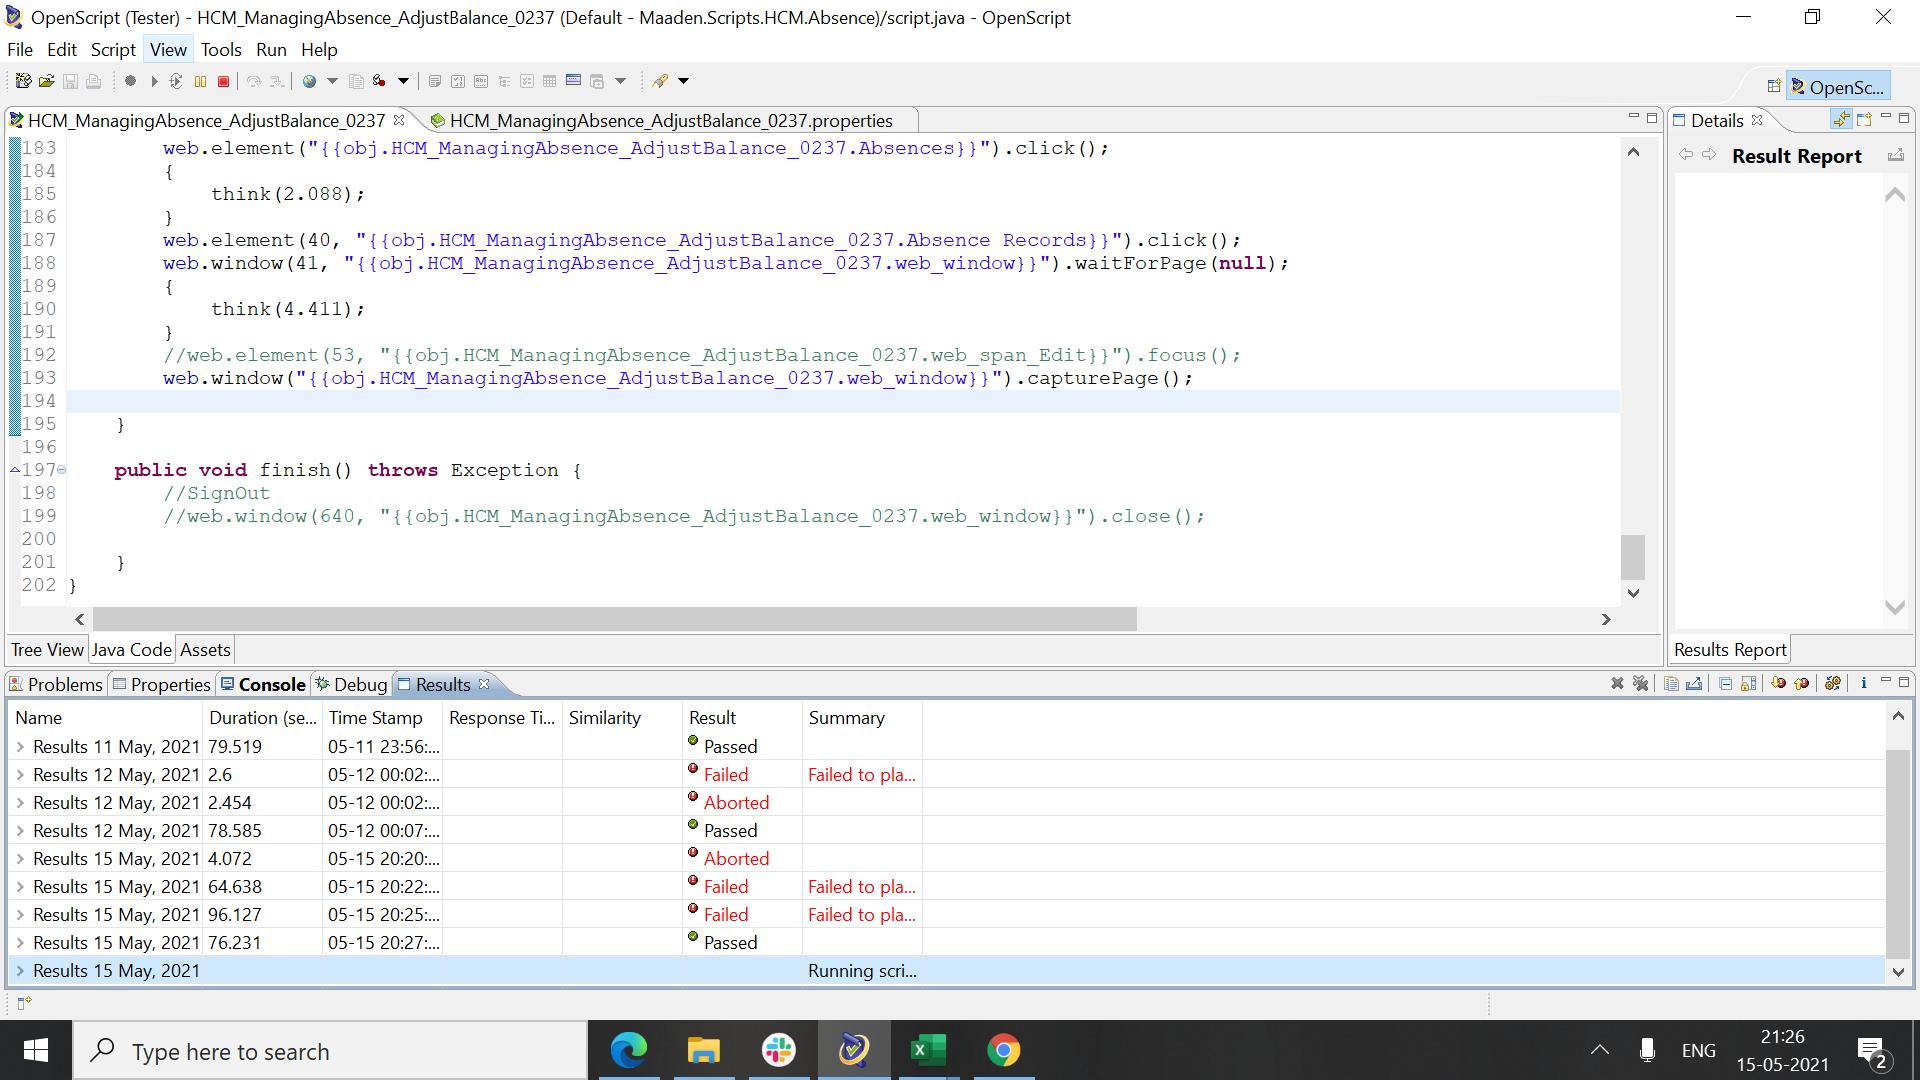 OpenScript (Tester) - HCM_ManagingAbsence_AdjustBalance_0237 (Default - Maaden.Scripts.HCM.Absence)/script.java - OpenScript
File Edit Script View Tools Run Help
OpenSc...
HCM_ManagingAbsence_AdjustBalance_0237 HCM_ManagingAbsence_AdjustBalance_0237.properties
Details
Result Report
183 web.element("{{obj.HCM_ManagingAbsence_AdjustBalance_0237.Absences}}").click();
184 {
185 think(2.088);
186 }
187 web.element(40, "{{obj.HCM_ManagingAbsence_AdjustBalance_0237.Absence Records}}").click();
188 web.window(41, "{{obj.HCM_ManagingAbsence_AdjustBalance_0237.web_window}}").waitForPage(null);
189 {
190 think(4.411);
191 }
192 //web.element(53, "{{obj.HCM_ManagingAbsence_AdjustBalance_0237.web_span_Edit}}").focus();
193 web.window("{{obj.HCM_ManagingAbsence_AdjustBalance_0237.web_window}}").capturePage();
194
195 }
196
197 public void finish() throws Exception {
198 //SignOut
199 //web.window(640, "{{obj.HCM_ManagingAbsence_AdjustBalance_0237.web_window}}").close();
200
201 }
202 }
Tree View Java Code Assets
Results Report
Problems Properties Console Debug Results
Name Duration (se... Time Stamp Response Ti... Similarity Result Summary
Results 11 May, 2021 79.519 05-11 23:56:... Passed
Results 12 May, 2021 2.6 05-12 00:02:... Failed Failed to pla...
Results 12 May, 2021 2.454 05-12 00:02:... Aborted
Results 12 May, 2021 78.585 05-12 00:07:... Passed
Results 15 May, 2021 4.072 05-15 20:20:... Aborted
Results 15 May, 2021 64.638 05-15 20:22:... Failed Failed to pla...
Results 15 May, 2021 96.127 05-15 20:25:... Failed Failed to pla...
Results 15 May, 2021 76.231 05-15 20:27:... Passed
Results 15 May, 2021 Running scri...
Type here to search
ENG
21:26
15-05-2021
2